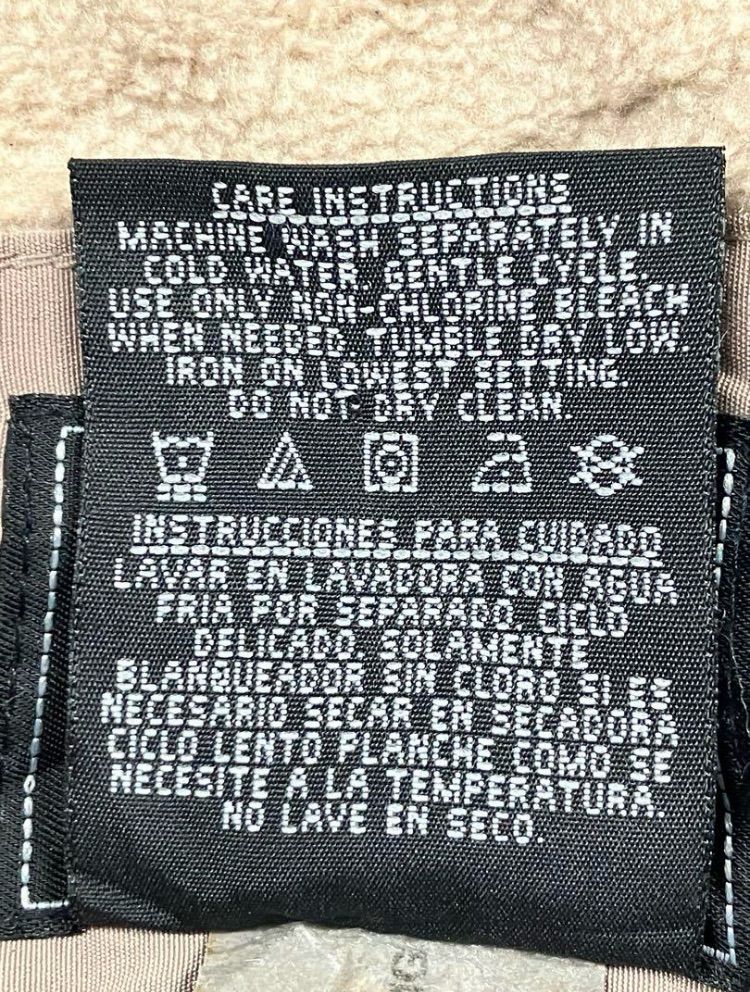 CARE INSTRUCTIONS
MACHINE WASH SEPARATELY IN
COLD WATER, GENTLE CYCLE.
USE ONLY NON-CHLORINE BLEACH
WHEN NEEDED. TUMBLE DRY LOW
IRON ON LOWEST SETTING.
DO NOT DRY CLEAN.
INSTRUCCIONES PARA CUIDADO
LAVAR EN LAVADORA CON AGUA
FRIA POR SEPARADO, CICLO
DELICADO. SOLAMENTE
BLANQUEADOR SIN CLORO SI ES
NECESARIO SECAR EN SECADORA
CICLO LENTO PLANCHE COMO SE
NECESITE A LA TEMPERATURA.
NO LAVE EN SECO.